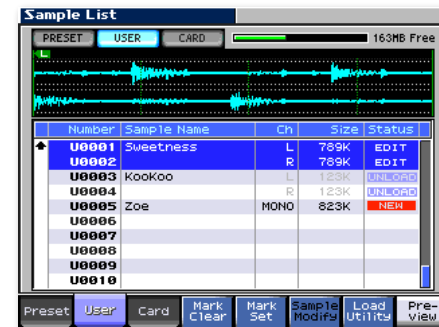 Sample List
PRESET USER CARD 163MB Free
L
Number Sample Name Ch Size Status
U0001 Sweetness L 789K EDIT
U0002 R 789K EDIT
U0003 KooKoo L 123K UNLOAD
U0004 R 123K UNLOAD
U0005 Zoe MONO 823K NEW
U0006
U0007
U0008
U0009
U0010
Preset User Card Mark Clear Mark Set Sample Modify Load Utility Pre-view